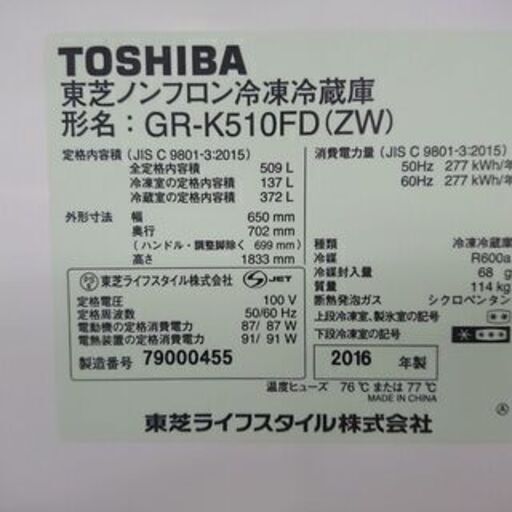 TOSHIBA
東芝ノンフロン冷凍冷蔵庫
形名：GR-K510FD(ZW)
定格内容積（JIS C 9801-3:2015）
全定格内容積 509 L
冷凍室の定格内容積 137 L
冷蔵室の定格内容積 372 L
外形寸法 幅 650 mm
奥行 702 mm
（ハンドル・調整脚除く 699 mm）
高さ 1833 mm
東芝ライフスタイル株式会社 JET
定格電圧 100 V
定格周波数 50/60 Hz
電動機の定格消費電力 87/ 87 W
電熱装置の定格消費電力 91/ 91 W
製造番号 79000455
消費電力量（JIS C 9801-3:2015）
50Hz 277 kWh/年
60Hz 277 kWh/年
種類 冷凍冷蔵庫
冷媒 R600a
冷媒封入量 68 g
質量 114 kg
断熱発泡ガス シクロペンタン
上段冷凍室、製氷室の記号
下段冷凍室の記号
2016 年製
温度ヒューズ 76℃または77℃
MADE IN CHINA
東芝ライフスタイル株式会社